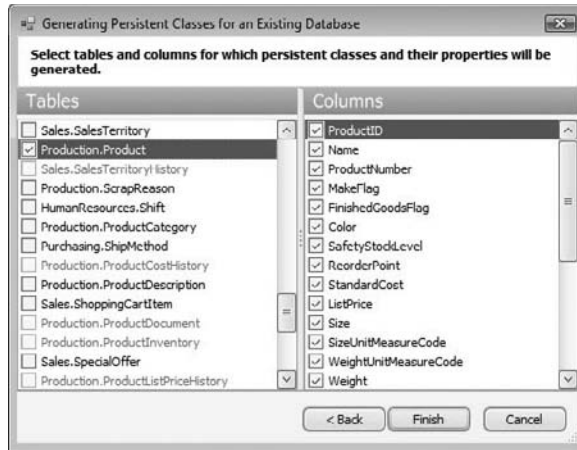 Generating Persistent Classes for an Existing Database
Select tables and columns for which persistent classes and their properties will be
generated.
Tables
Sales.SalesTerritory
Production.Product
Sales.SalesTerritoryHistory
Production.ScrapReason
HumanResources.Shift
Production.ProductCategory
Purchasing.ShipMethod
Production.ProductCostHistory
Production.ProductDescription
Sales.ShoppingCartItem
Production.ProductDocument
Production.ProductInventory
Sales.SpecialOffer
Production.ProductListPriceHistory
Columns
ProductID
Name
ProductNumber
MakeFlag
FinishedGoodsFlag
Color
SafetyStockLevel
ReorderPoint
StandardCost
ListPrice
Size
SizeUnitMeasureCode
WeightUnitMeasureCode
Weight
< Back Finish Cancel